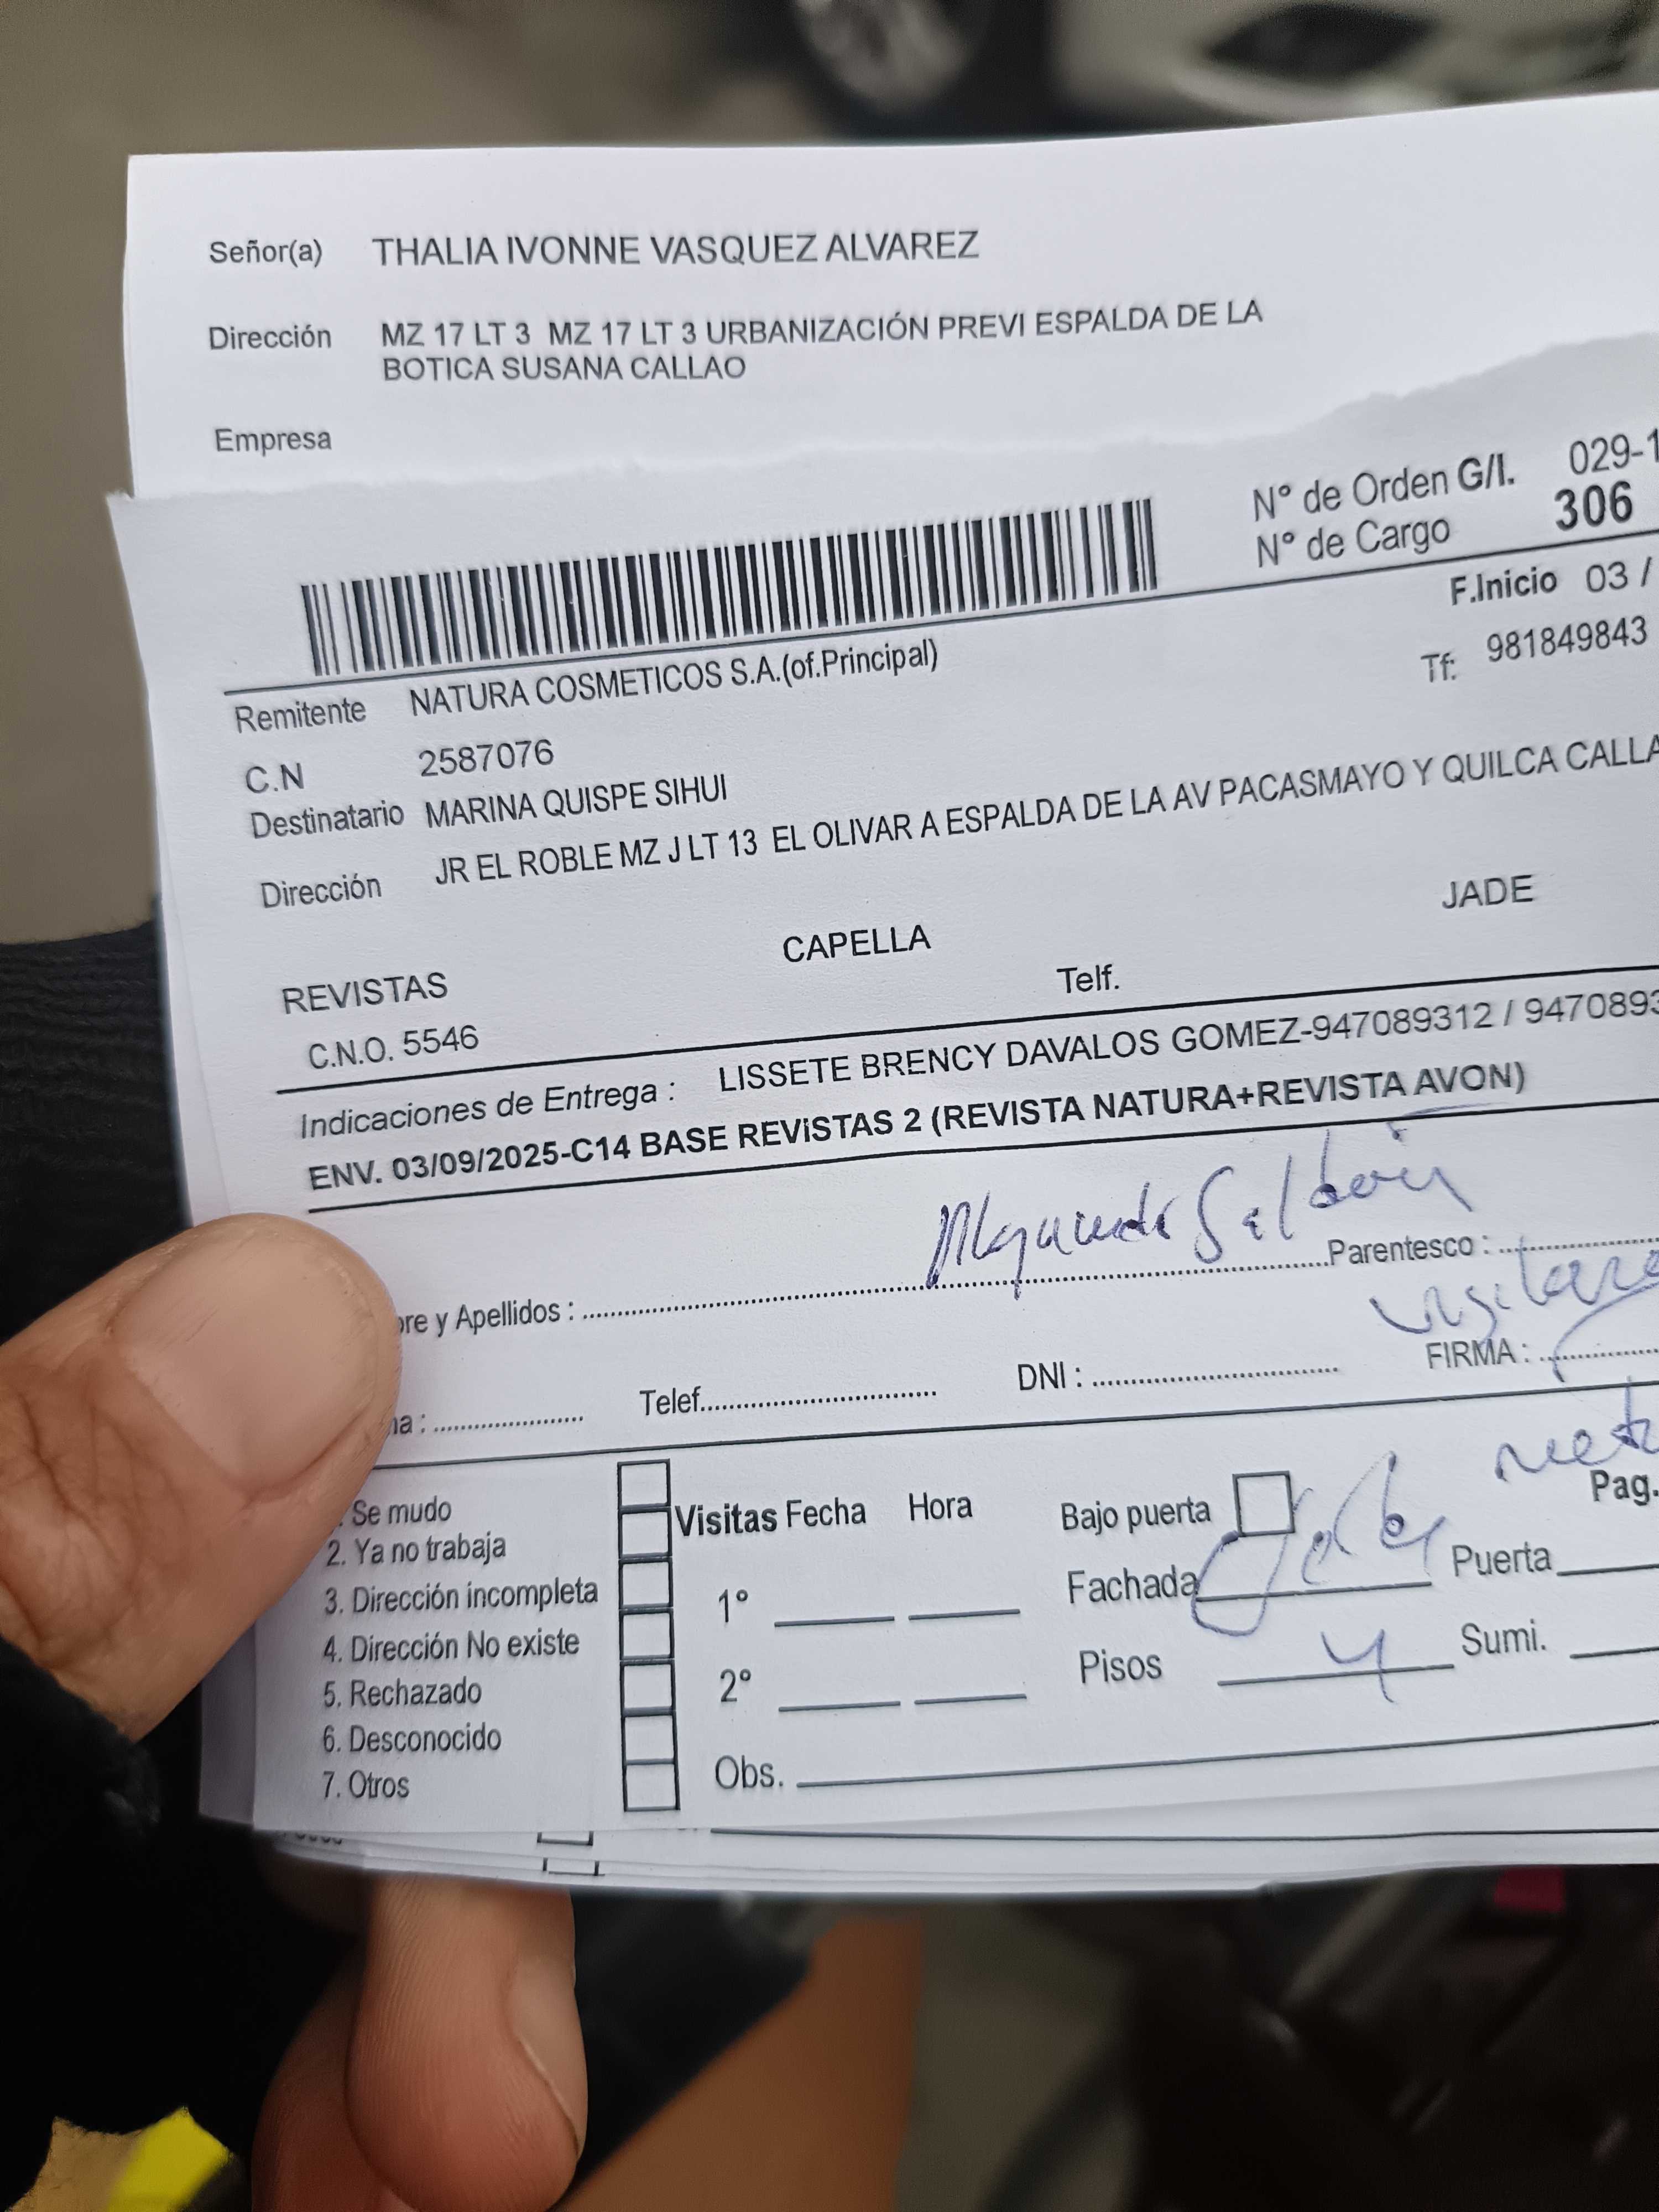 Señor(a) THALIA IVONNE VASQUEZ ALVAREZ
Dirección MZ 17 LT 3 MZ 17 LT 3 URBANIZACIÓN PREVI ESPALDA DE LA
BOTICA SUSANA CALLAO
Empresa
N° de Orden G/I. 029-1
N° de Cargo 306
F.Inicio 03 /
Remitente NATURA COSMETICOS S.A.(of.Principal) Tf: 981849843
C.N 2587076
Destinatario MARINA QUISPE SIHUI
Dirección JR EL ROBLE MZ J LT 13 EL OLIVAR A ESPALDA DE LA AV PACASMAYO Y QUILCA CALLA
REVISTAS CAPELLA JADE
C.N.O. 5546 Telf.
Indicaciones de Entrega : LISSETE BRENCY DAVALOS GOMEZ-947089312 / 9470893
ENV. 03/09/2025-C14 BASE REVISTAS 2 (REVISTA NATURA+REVISTA AVON)
re y Apellidos : Parentesco :
a : Telef. DNI : FIRMA :
Pag.
Se mudo
2. Ya no trabaja
3. Dirección incompleta
4. Dirección No existe
5. Rechazado
6. Desconocido
7. Otros
Visitas Fecha Hora
1°
2°
Obs.
Bajo puerta
Fachada Puerta
Pisos 4 Sumi.